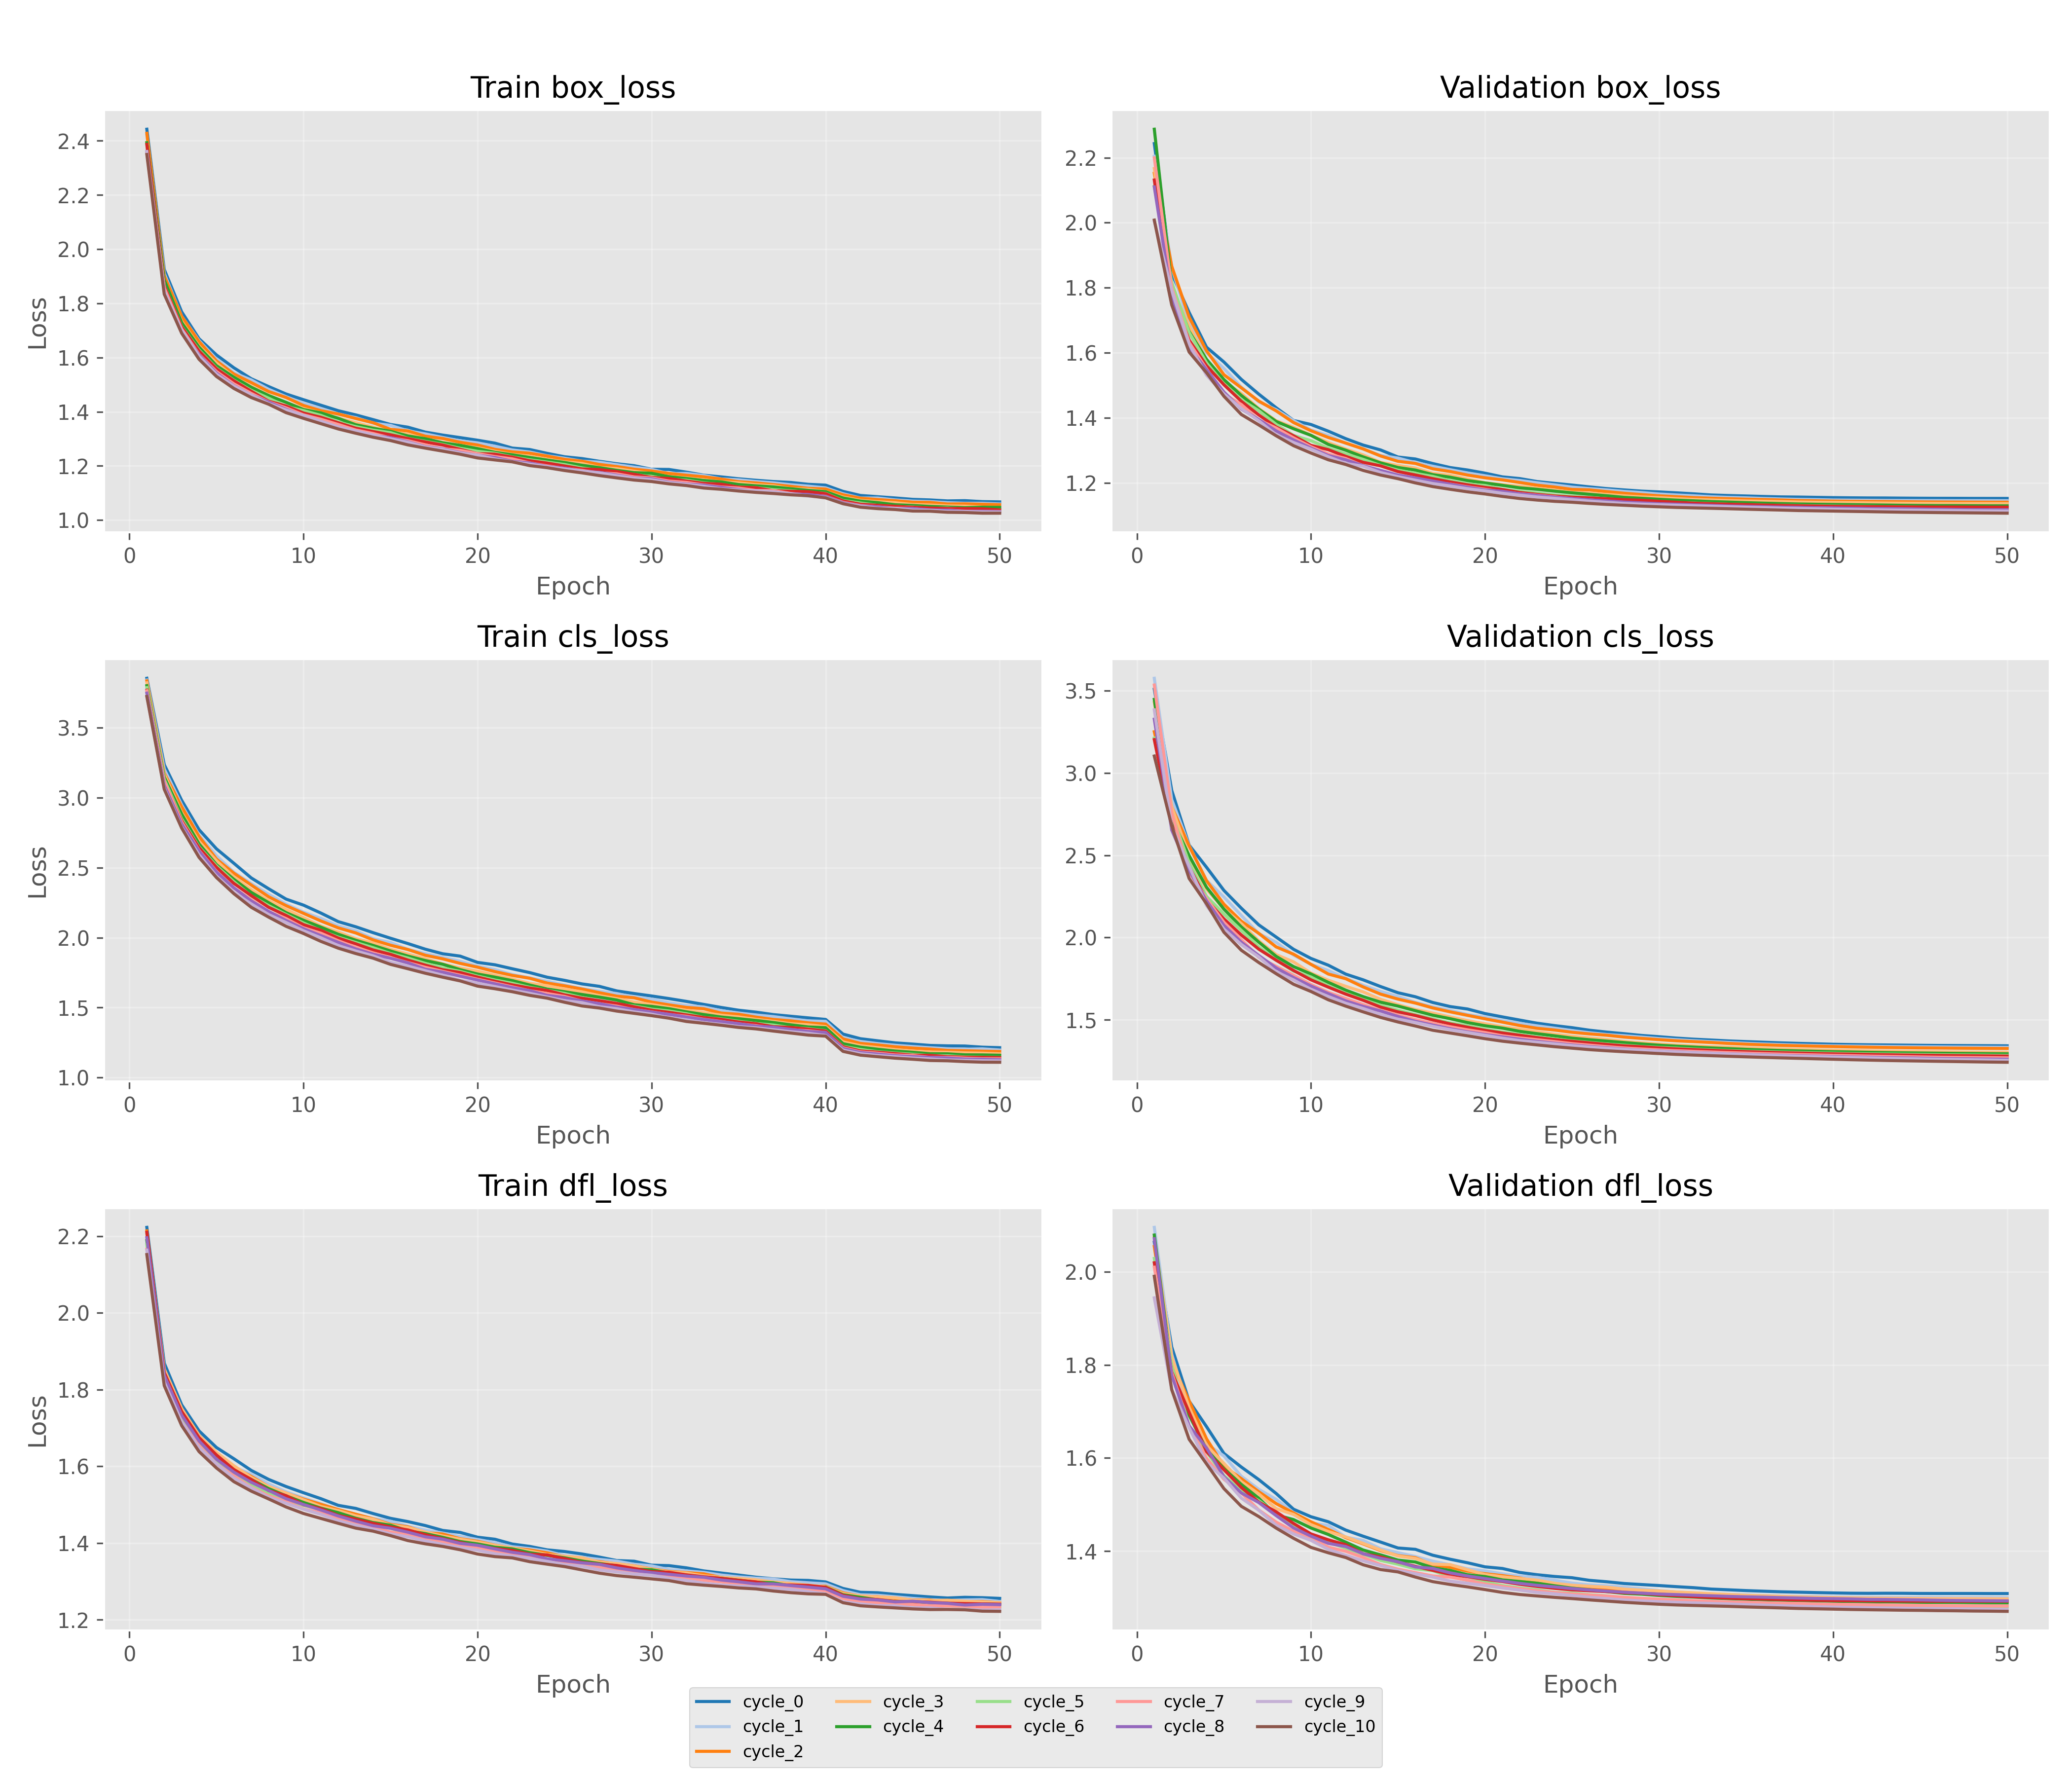 Train box_loss
Validation box_loss
2.4
2.2
2.0
1.8
1.6
1.4
1.2
1.0
Loss
0 10 20 30 40 50
Epoch
2.2
2.0
1.8
1.6
1.4
1.2
0 10 20 30 40 50
Epoch
Train cls_loss
Validation cls_loss
3.5
3.0
2.5
2.0
1.5
1.0
Loss
0 10 20 30 40 50
Epoch
3.5
3.0
2.5
2.0
1.5
0 10 20 30 40 50
Epoch
Train dfl_loss
Validation dfl_loss
2.2
2.0
1.8
1.6
1.4
1.2
Loss
0 10 20 30 40 50
Epoch
2.0
1.8
1.6
1.4
0 10 20 30 40 50
Epoch
cycle_0 cycle_3 cycle_5 cycle_7 cycle_9
cycle_1 cycle_4 cycle_6 cycle_8 cycle_10
cycle_2